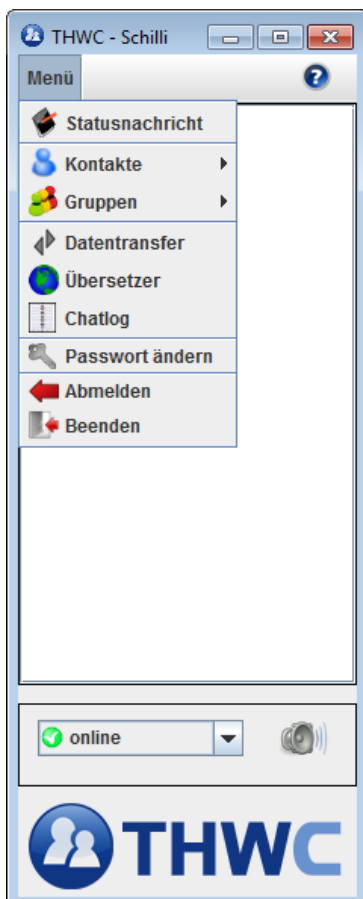 THWC - Schilli
Menü
Statusnachricht
Kontakte
Gruppen
Datentransfer
Übersetzer
Chatlog
Passwort ändern
Abmelden
Beenden
online
THWC